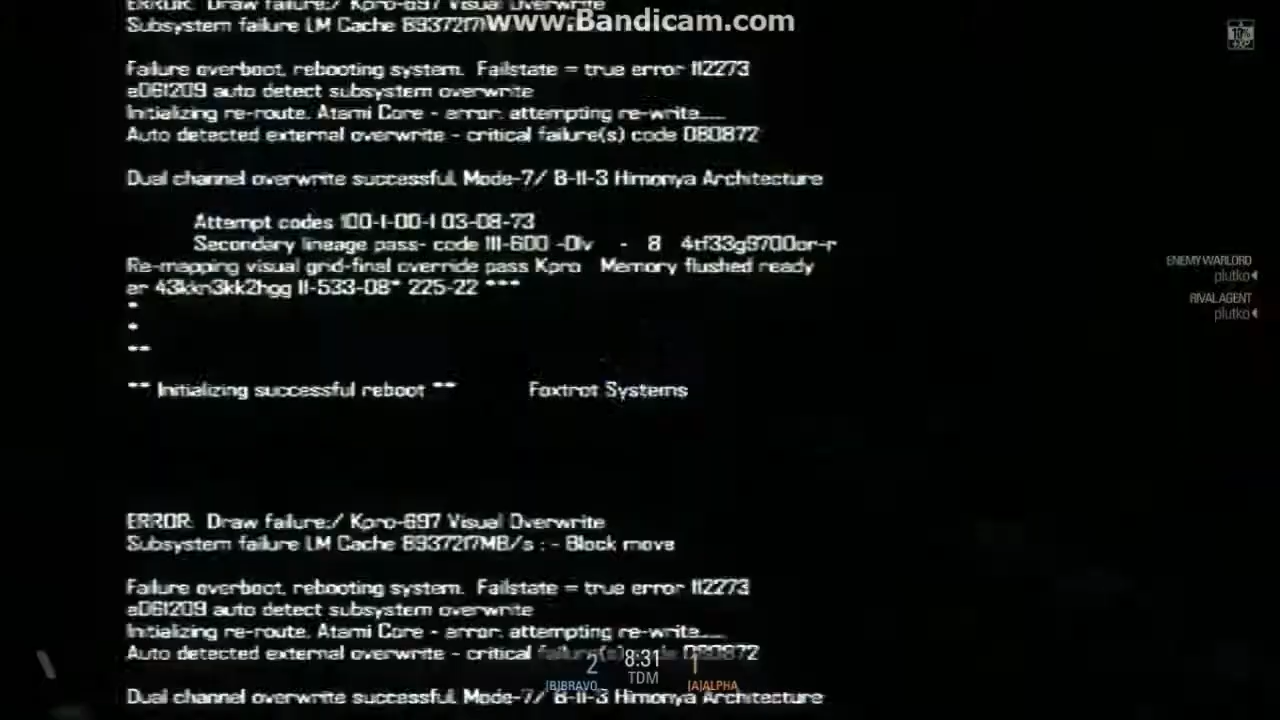 ERROR: Draw failure:/ Kpro-697 Visual Overwrite
www.Bandicam.com
Subsystem failure LM Cache
10%
+XP
Failure overboot, rebooting system. Failstate = true error 112273
a061209 auto detect subsystem overwrite
Initializing re-route. Atami Core - error: attempting re-write.....
Auto detected external overwrite - critical failure(s) code 080872
Dual channel overwrite successful. Mode-7/ 8-11-3 Himonya Architecture
Attempt codes 100-1-00-1 03-08-73
Secondary lineage pass- code 111-600 -Div - 8 4tf33g9700or-r
Re-mapping visual grid-final override pass Kpro Memory flushed ready
er 43kkn3kk2hgg 11-533-08* 225-22 ***
*
*
**
** Initializing successful reboot ** Foxtrot Systems
ENEMY WARLORD
plutko
RIVAL AGENT
plutko
ERROR: Draw failure:/ Kpro-697 Visual Overwrite
Subsystem failure LM Cache 8937217MB/s : - Block move
Failure overboot, rebooting system. Failstate = true error 112273
a061209 auto detect subsystem overwrite
Initializing re-route. Atami Core - error: attempting re-write.....
Auto detected external overwrite - critical failure(s) 080872
2 8:31 1
TDM
[B]BRAVO [A]ALPHA
Dual channel overwrite successful. Mode-7/ 8-11-3 Himonya Architecture